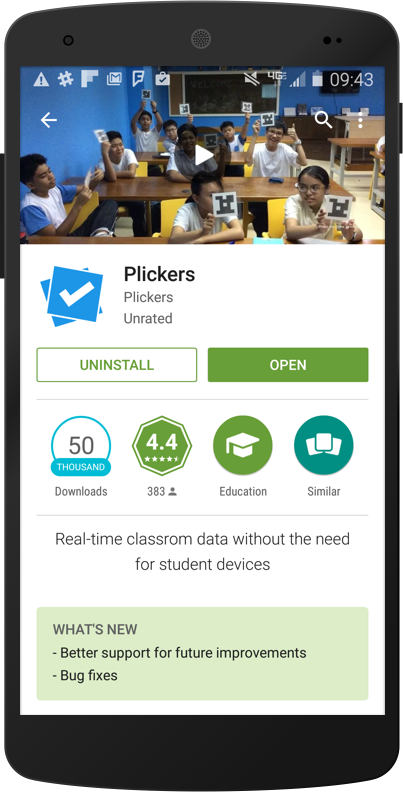 4G 09:43
Plickers
Plickers
Unrated
UNINSTALL
OPEN
50
THOUSAND
Downloads
4.4
383
Education
Similar
Real-time classrom data without the need
for student devices
WHAT'S NEW
- Better support for future improvements
- Bug fixes